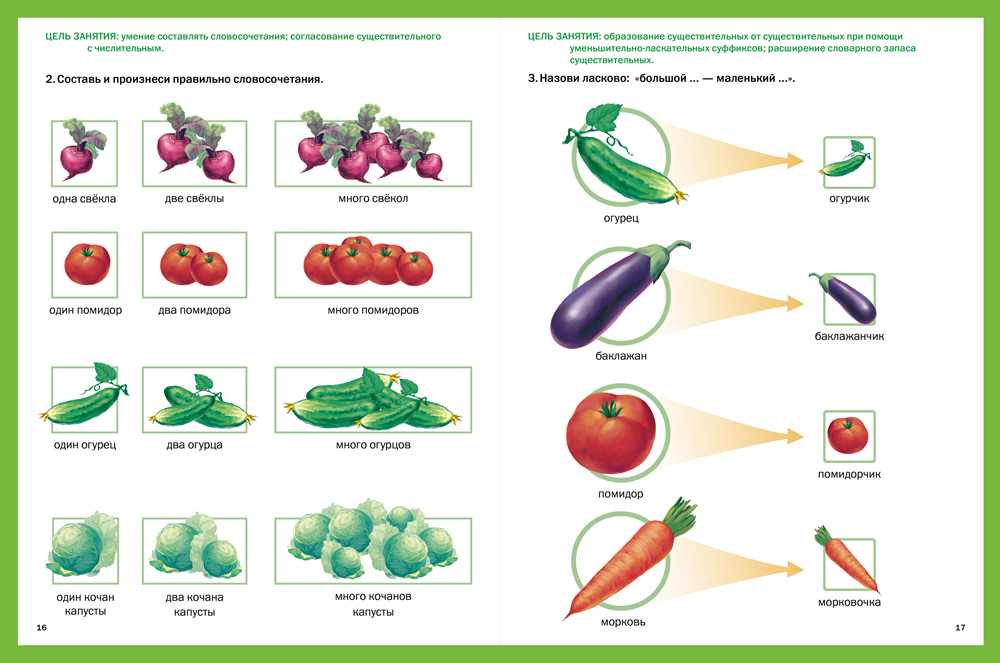 ЦЕЛЬ ЗАНЯТИЯ: умение составлять словосочетания; согласование существительного
с числительным.
2. Составь и произнеси правильно словосочетания.
одна свёкла
две свёклы
много свёкол
один помидор
два помидора
много помидоров
один огурец
два огурца
много огурцов
один кочан
капусты
два кочана
капусты
много кочанов
капусты
16
ЦЕЛЬ ЗАНЯТИЯ: образование существительных от существительных при помощи
уменьшительно-ласкательных суффиксов; расширение словарного запаса
существительных.
3. Назови ласково: «большой ... — маленький ...».
огурец
огурчик
баклажан
баклажанчик
помидор
помидорчик
морковь
морковочка
17